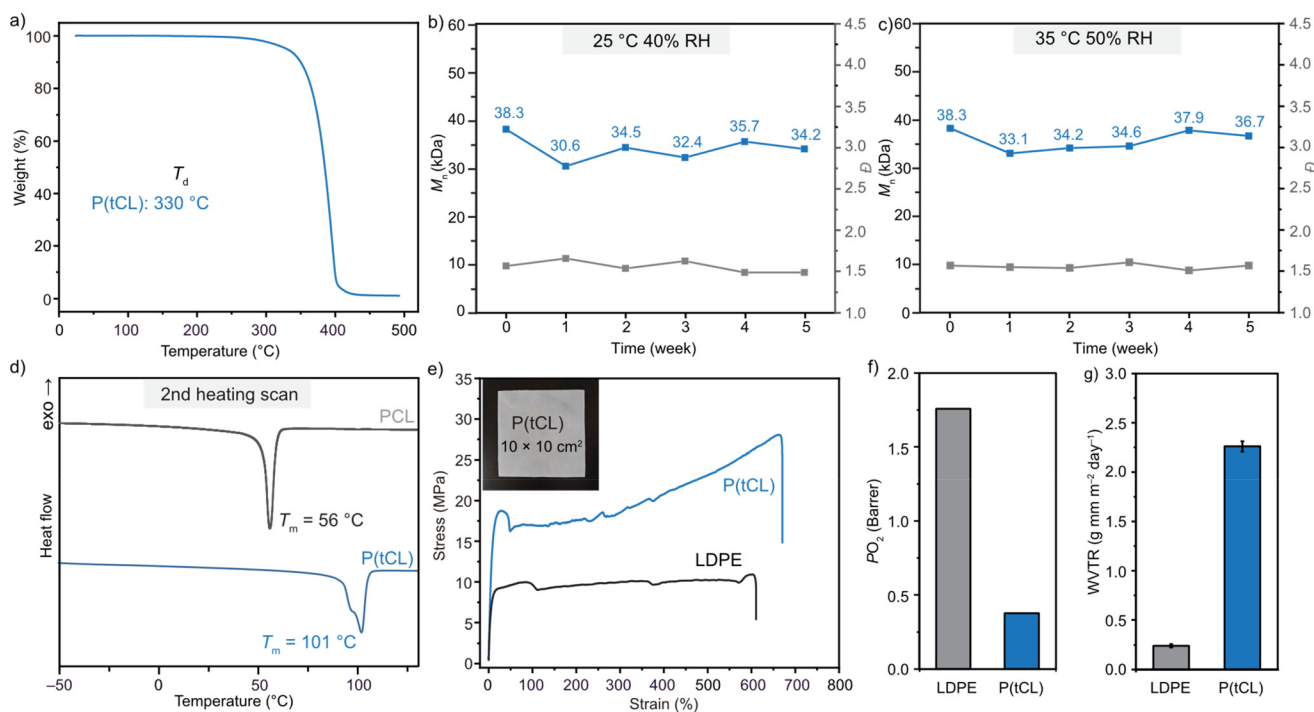 a)
100
80
60
40
20
0
Weight (%)
Td
P(tCL): 330 °C
0 100 200 300 400 500
Temperature (°C)
b)
25 °C 40% RH
60
50
40
30
20
10
0
Mn (kDa)
38.3 30.6 34.5 32.4 35.7 34.2
4.5
4.0
3.5
3.0
2.5
2.0
1.5
1.0
Đ
0 1 2 3 4 5
Time (week)
c)
35 °C 50% RH
60
50
40
30
20
10
0
Mn (kDa)
38.3 33.1 34.2 34.6 37.9 36.7
4.5
4.0
3.5
3.0
2.5
2.0
1.5
1.0
Đ
0 1 2 3 4 5
Time (week)
d)
2nd heating scan
exo →
Heat flow
PCL
Tm = 56 °C
P(tCL)
Tm = 101 °C
–50 0 50 100
Temperature (°C)
e)
35
30
25
20
15
10
5
0
Stress (MPa)
P(tCL)
10 × 10 cm²
P(tCL)
LDPE
0 100 200 300 400 500 600 700 800
Strain (%)
f)
2.0
1.5
1.0
0.5
0.0
PO2 (Barrer)
LDPE P(tCL)
g)
3.0
2.5
2.0
1.5
1.0
0.5
0.0
WVTR (g mm m⁻² day⁻¹)
LDPE P(tCL)